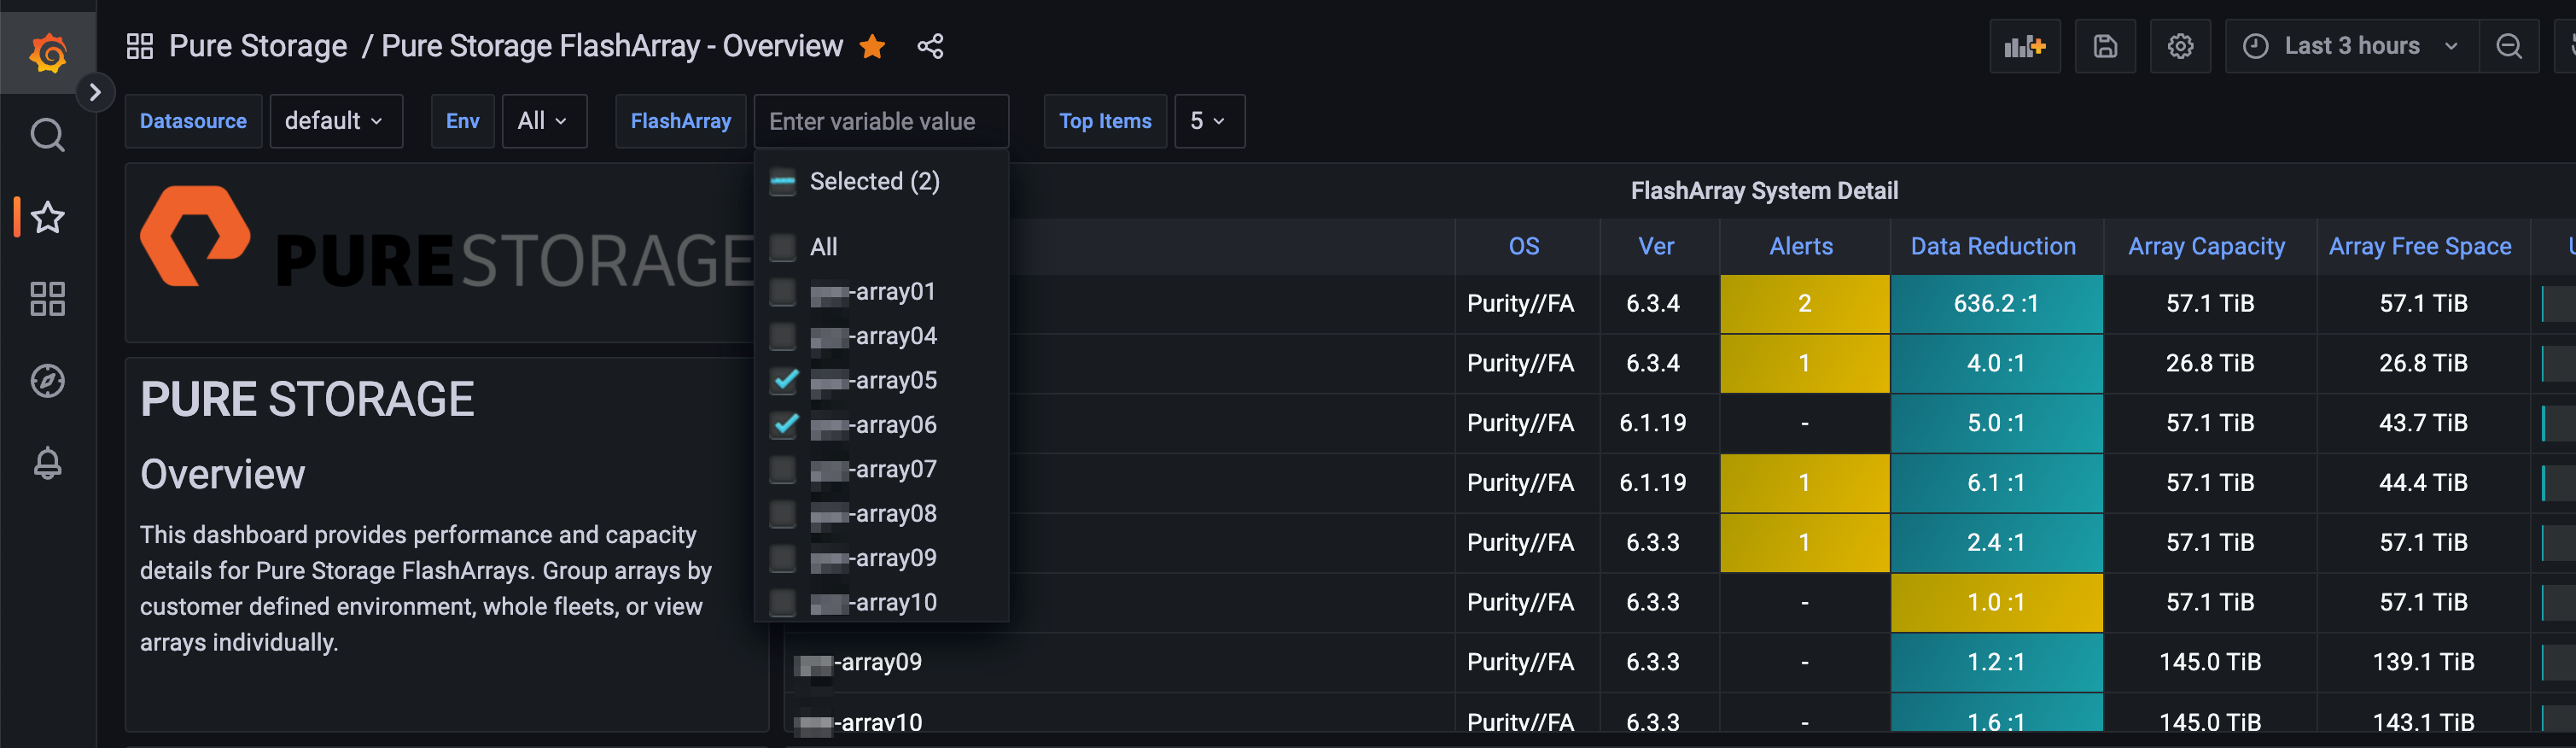 Pure Storage / Pure Storage FlashArray - Overview
Last 3 hours
Datasource default Env All FlashArray Enter variable value Top Items 5
Selected (2)
All
-array01
-array04
-array05
-array06
-array07
-array08
-array09
-array10
PURESTORAGE
PURE STORAGE
Overview
This dashboard provides performance and capacity
details for Pure Storage FlashArrays. Group arrays by
customer defined environment, whole fleets, or view
arrays individually.
FlashArray System Detail
OS Ver Alerts Data Reduction Array Capacity Array Free Space
Purity//FA 6.3.4 2 636.2 :1 57.1 TiB 57.1 TiB
Purity//FA 6.3.4 1 4.0 :1 26.8 TiB 26.8 TiB
Purity//FA 6.1.19 - 5.0 :1 57.1 TiB 43.7 TiB
Purity//FA 6.1.19 1 6.1 :1 57.1 TiB 44.4 TiB
Purity//FA 6.3.3 1 2.4 :1 57.1 TiB 57.1 TiB
Purity//FA 6.3.3 - 1.0 :1 57.1 TiB 57.1 TiB
-array09 Purity//FA 6.3.3 - 1.2 :1 145.0 TiB 139.1 TiB
-array10 Purity//FA 6.3.3 - 1.6 :1 145.0 TiB 143.1 TiB